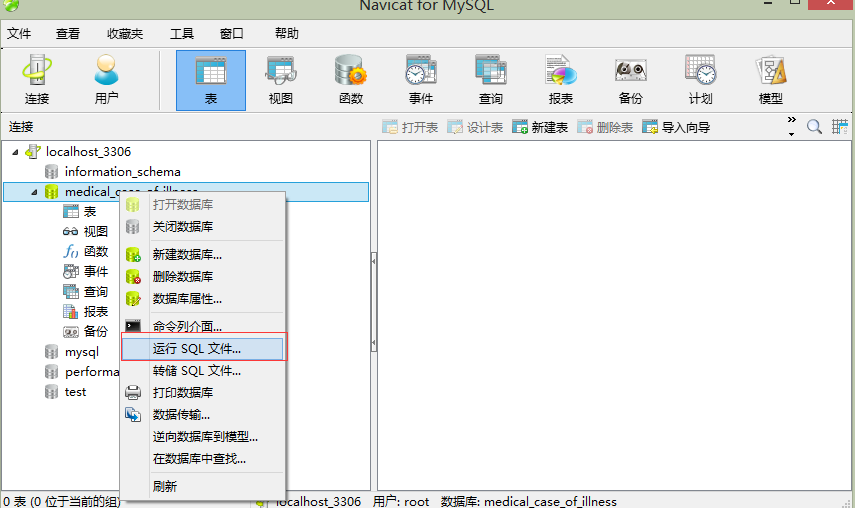 Navicat for MySQL
文件 查看 收藏夹 工具 窗口 帮助
连接 用户 表 视图 函数 事件 查询 报表 备份 计划 模型
连接 打开表 设计表 新建表 删除表 导入向导 »
localhost_3306
information_schema
medical_case_of_illness
表
视图
函数
事件
查询
报表
备份
mysql
performa
test
打开数据库
关闭数据库
新建数据库...
删除数据库
数据库属性...
命令列介面...
运行 SQL 文件...
转储 SQL 文件...
打印数据库
数据传输...
逆向数据库到模型...
在数据库中查找...
刷新
0 表 (0 位于当前的组) localhost_3306 用户: root 数据库: medical_case_of_illness